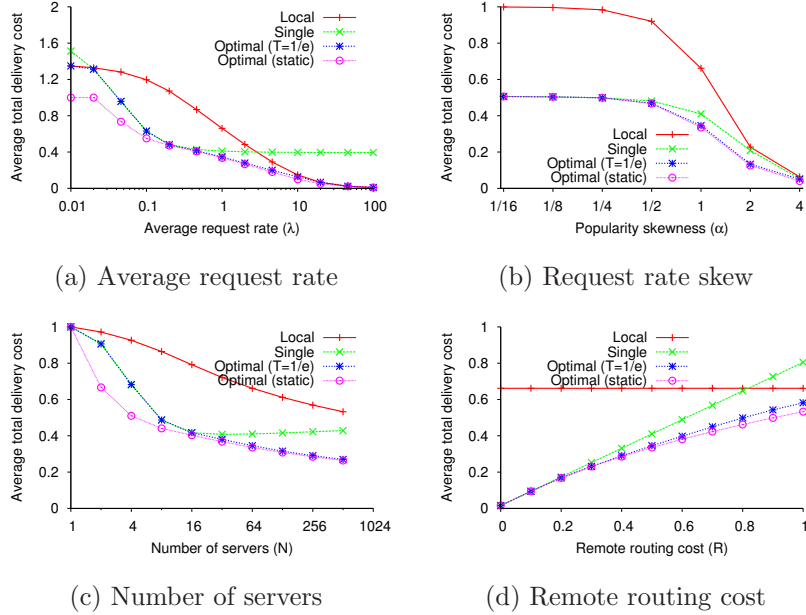 Average total delivery cost
2
1.6
1.2
0.8
0.4
0
0.01
0.1
1
10
100
Average request rate (λ)
Local
Single
Optimal (T=1/e)
Optimal (static)
(a) Average request rate
Average total delivery cost
1
0.8
0.6
0.4
0.2
0
1/16
1/8
1/4
1/2
1
2
4
Popularity skewness (α)
Local
Single
Optimal (T=1/e)
Optimal (static)
(b) Request rate skew
Average total delivery cost
1
0.8
0.6
0.4
0.2
0
1
4
16
64
256
1024
Number of servers (N)
Local
Single
Optimal (T=1/e)
Optimal (static)
(c) Number of servers
Average total delivery cost
1
0.8
0.6
0.4
0.2
0
0
0.2
0.4
0.6
0.8
1
Remote routing cost (R)
Local
Single
Optimal (T=1/e)
Optimal (static)
(d) Remote routing cost